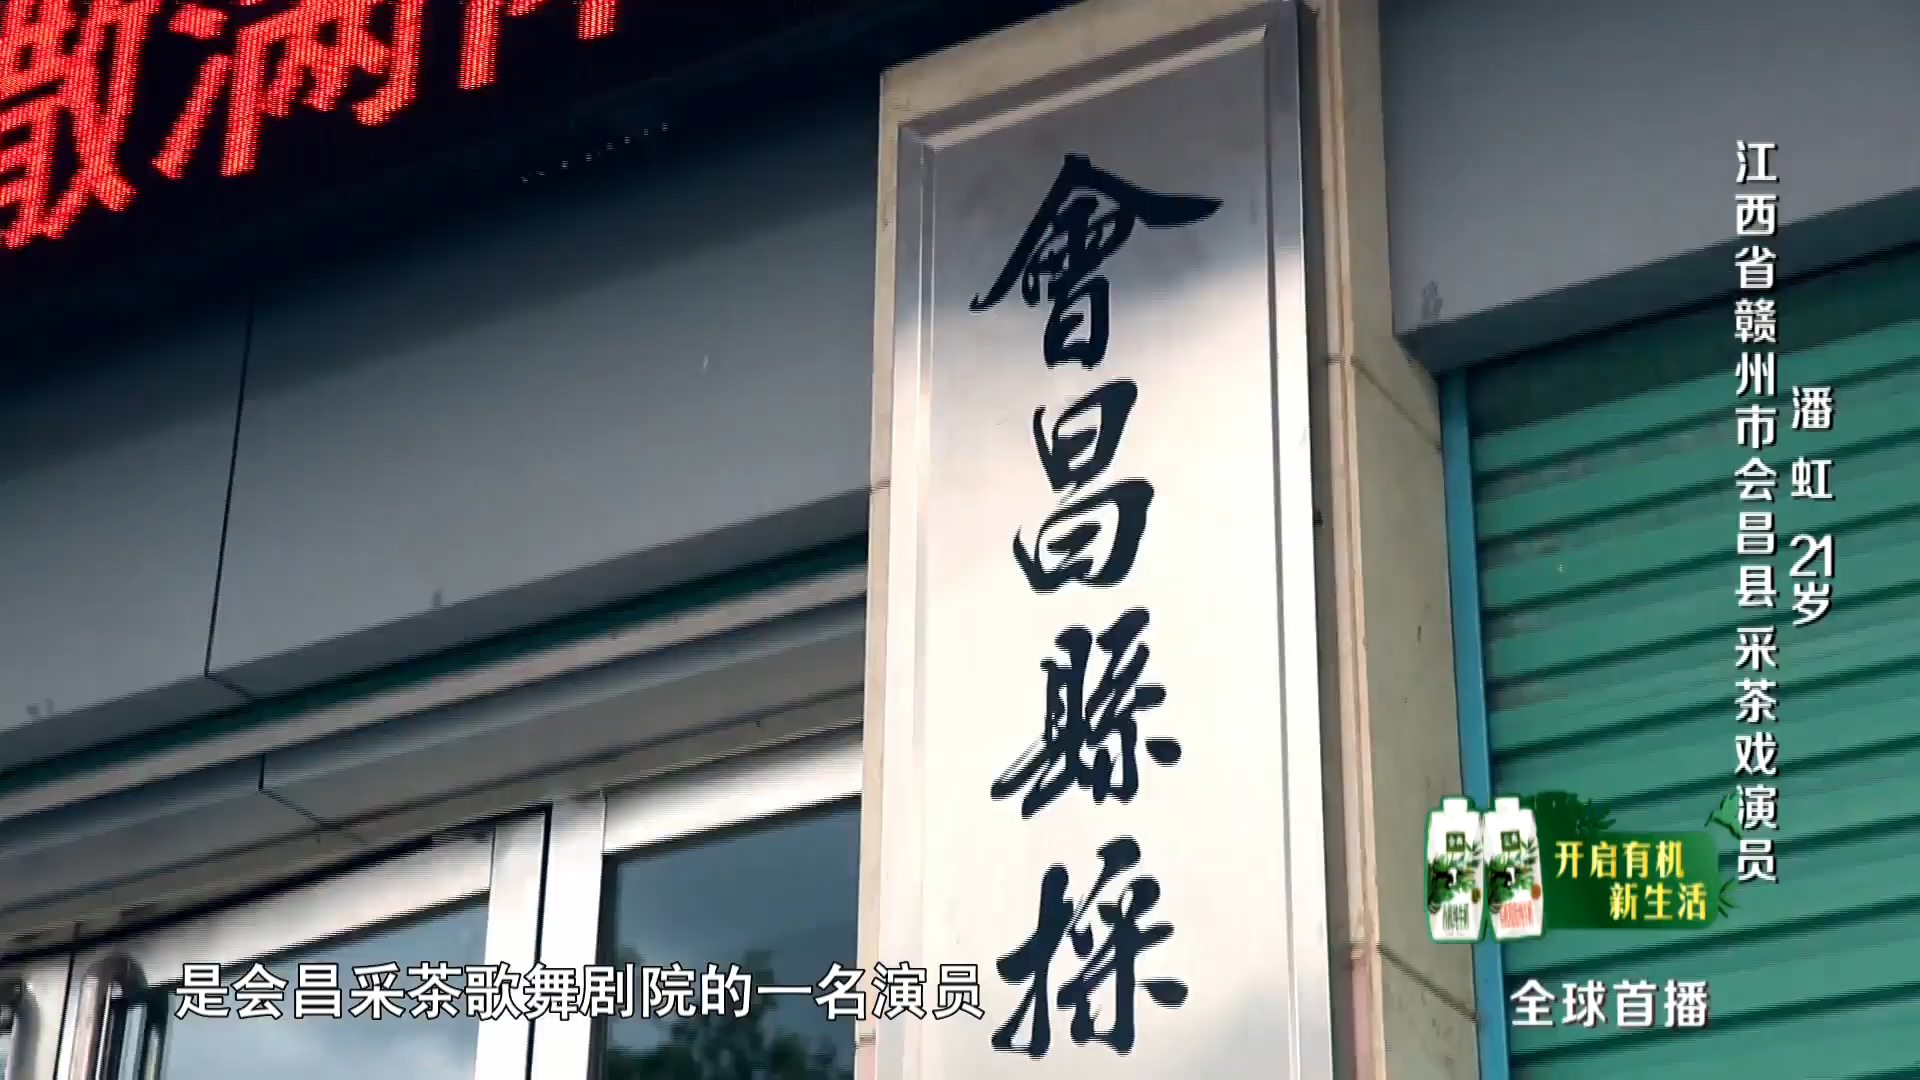 撒满
會昌縣採
江西省赣州市会昌县采茶戏演员
潘虹 21岁
开启有机
新生活
是会昌采茶歌舞剧院的一名演员
全球首播